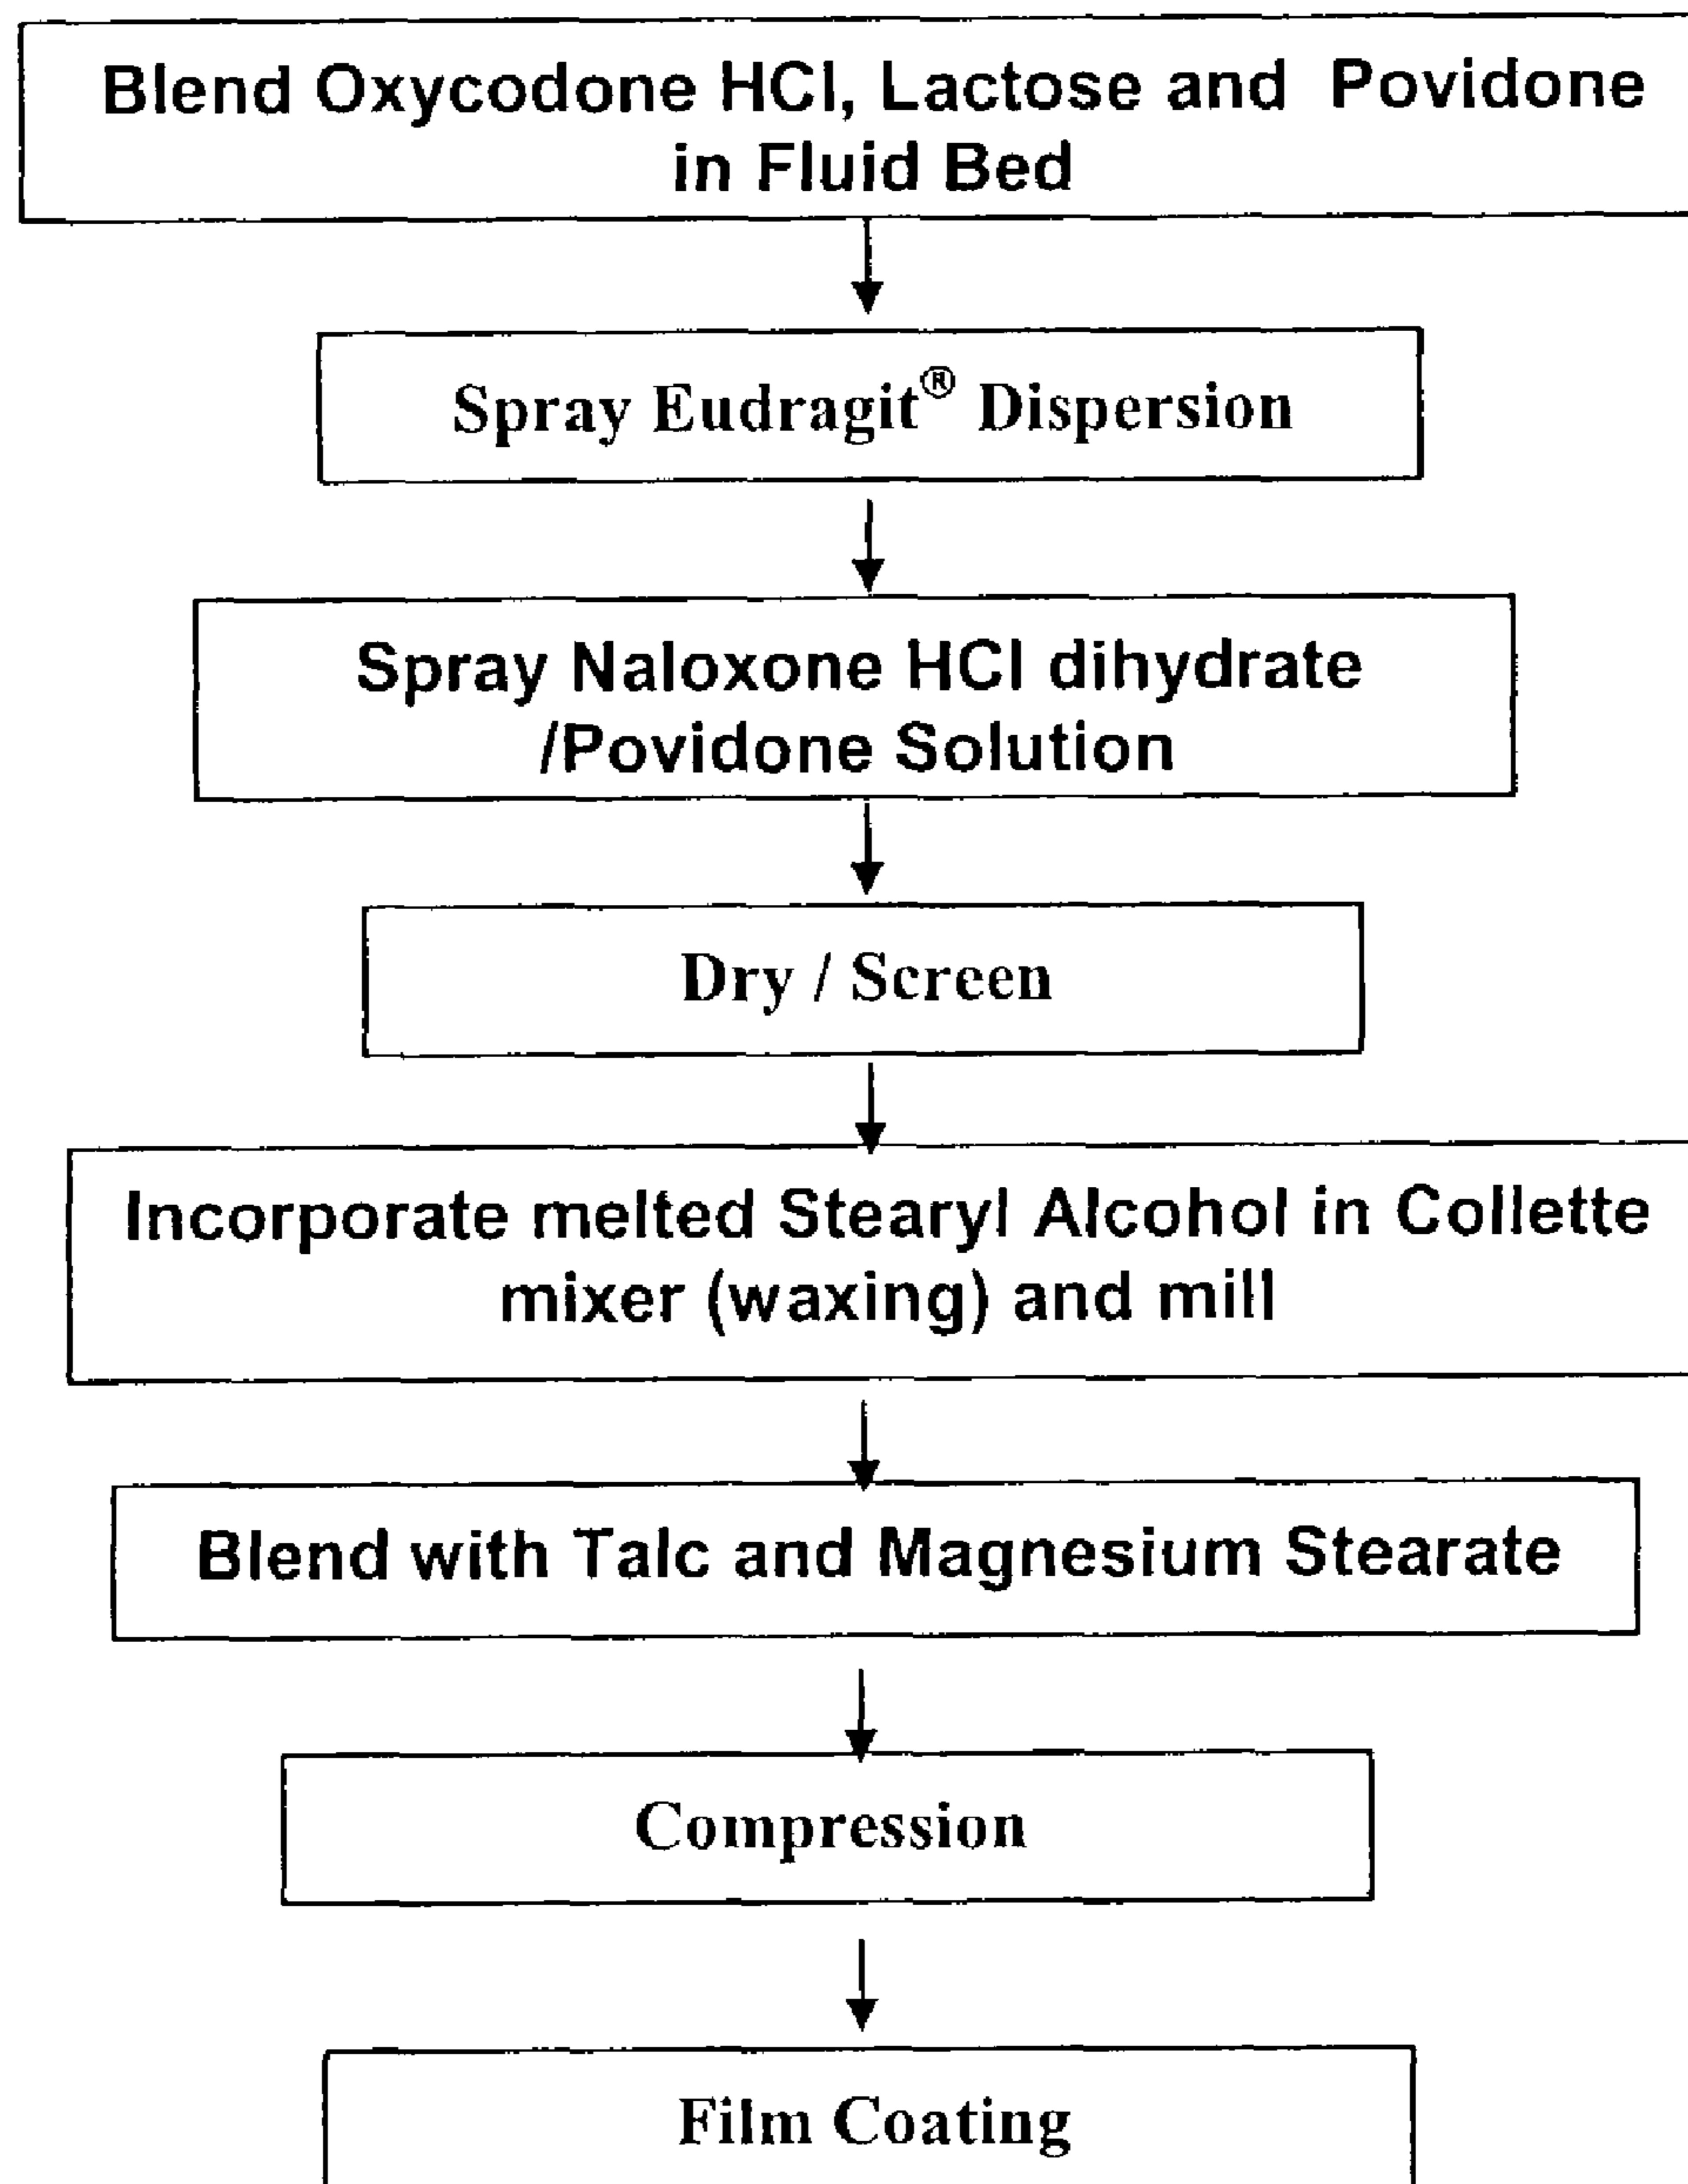 Blend Oxycodone HCl, Lactose and Povidone
in Fluid Bed
Spray Eudragit® Dispersion
Spray Naloxone HCl dihydrate
/Povidone Solution
Dry / Screen
Incorporate melted Stearyl Alcohol in Collette
mixer (waxing) and mill
Blend with Talc and Magnesium Stearate
Compression
Film Coating